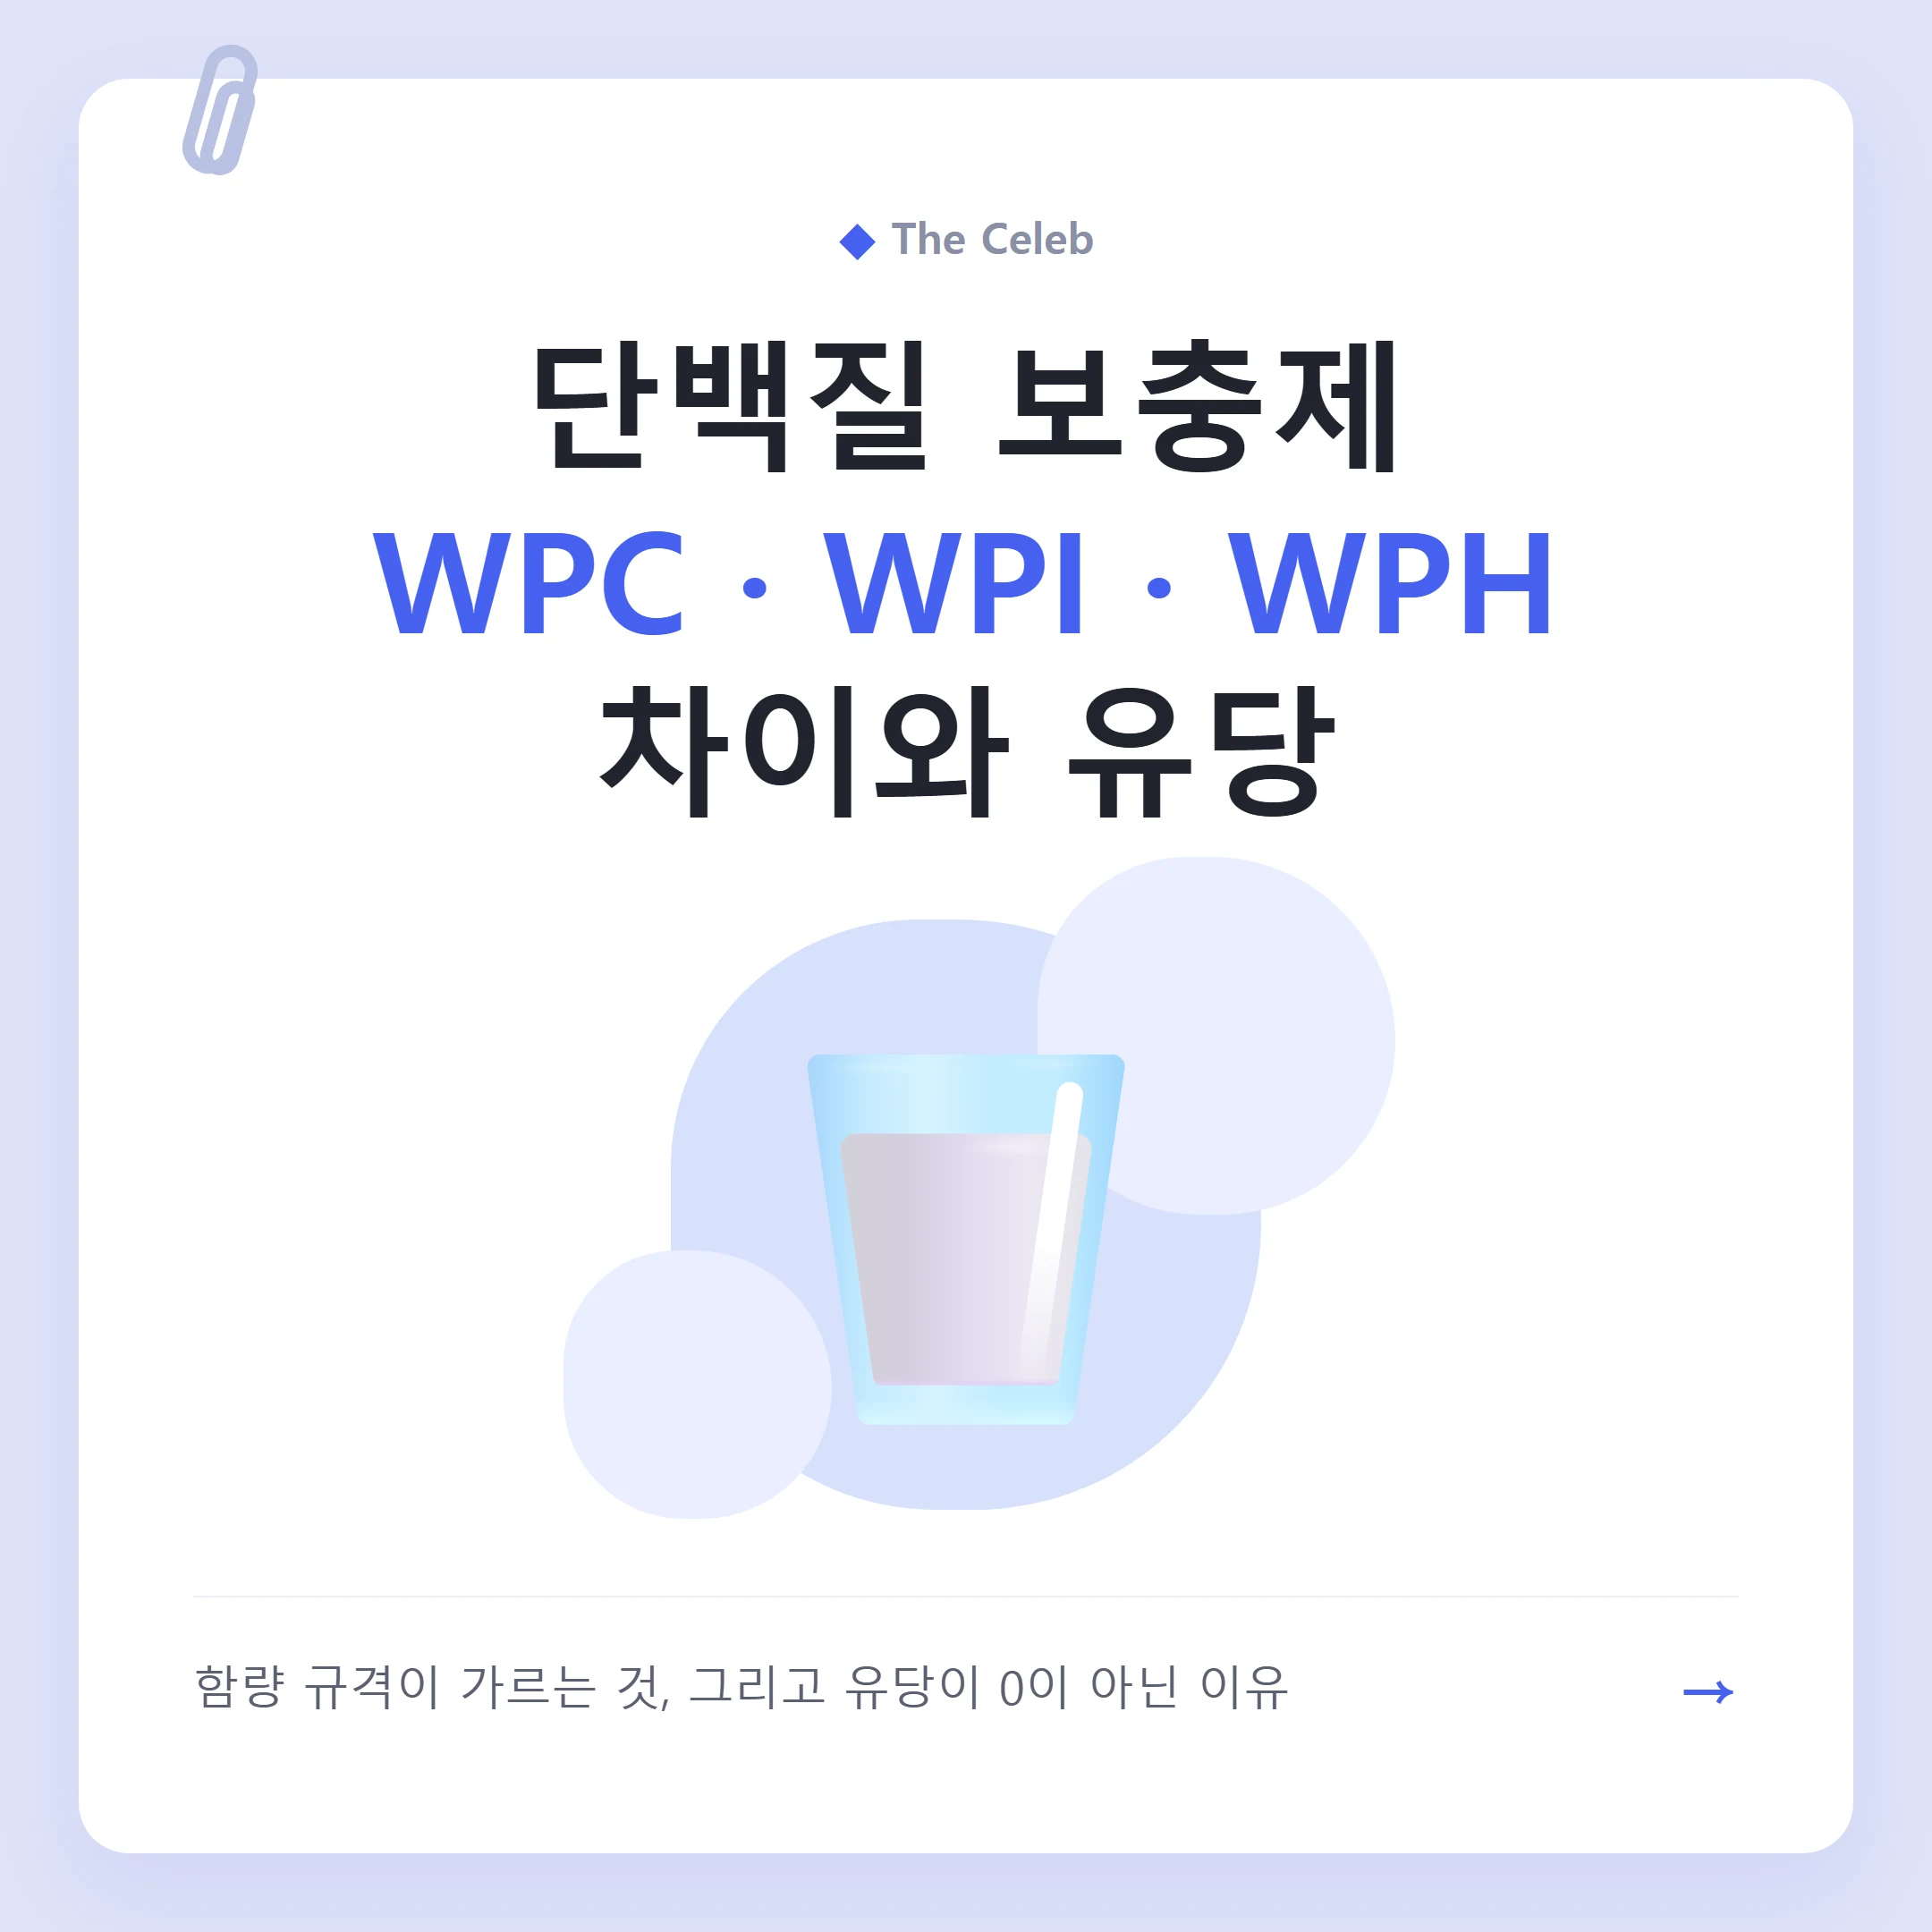 The Celeb
단백질 보충제
WPC · WPI · WPH
차이와 유당
함량 규격이 가르는 것, 그리고 유당이 0이 아닌 이유 →